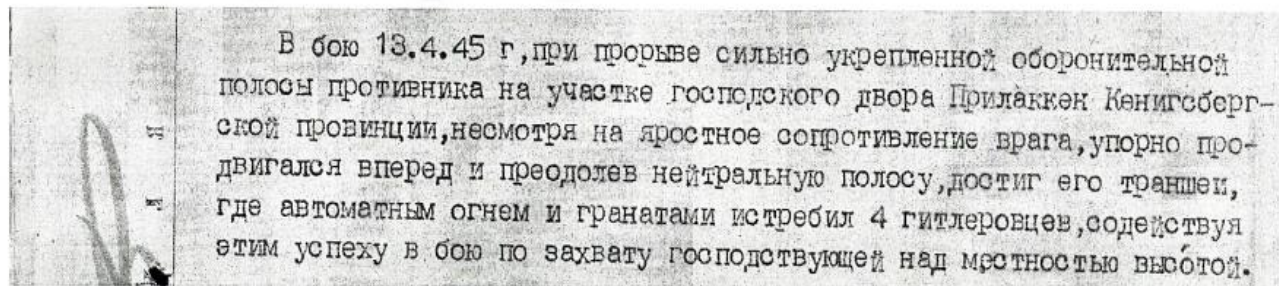 В бою 13.4.45 г,при прорыве сильно укрепленной оборонительной
полосы противника на участке господского двора Прилаккен Кенигсберг-
ской провинции,несмотря на яростное сопротивление врага,упорно про-
двигался вперед и преодолев нейтральную полосу,достиг его траншеи,
где автоматным огнем и гранатами истребил 4 гитлеровцев,содействуя
этим успеху в бою по захвату господствующей над местностью высотой.